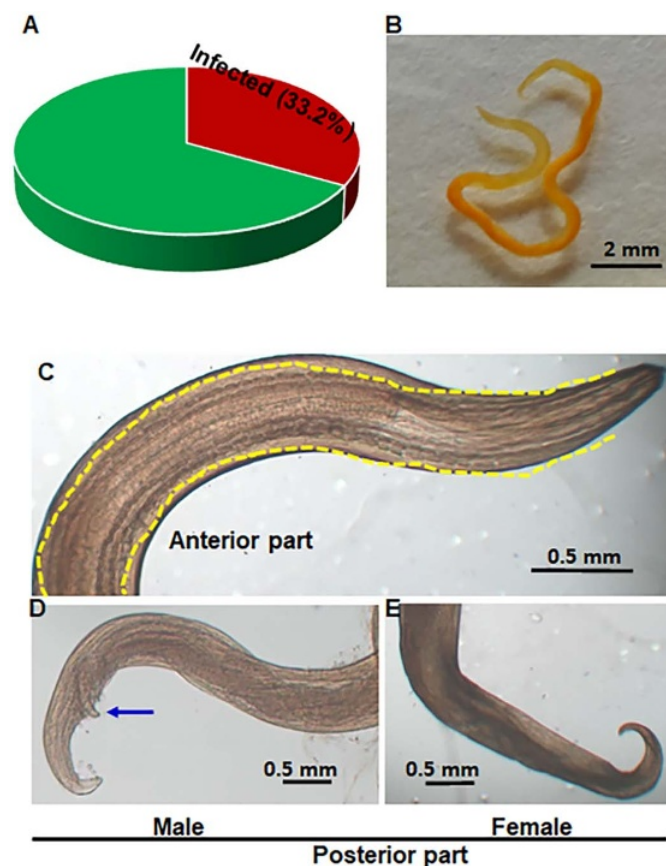 A
Infected (33.2%)
B
2 mm
C
Anterior part
0.5 mm
D
0.5 mm
E
0.5 mm
Male
Female
Posterior part